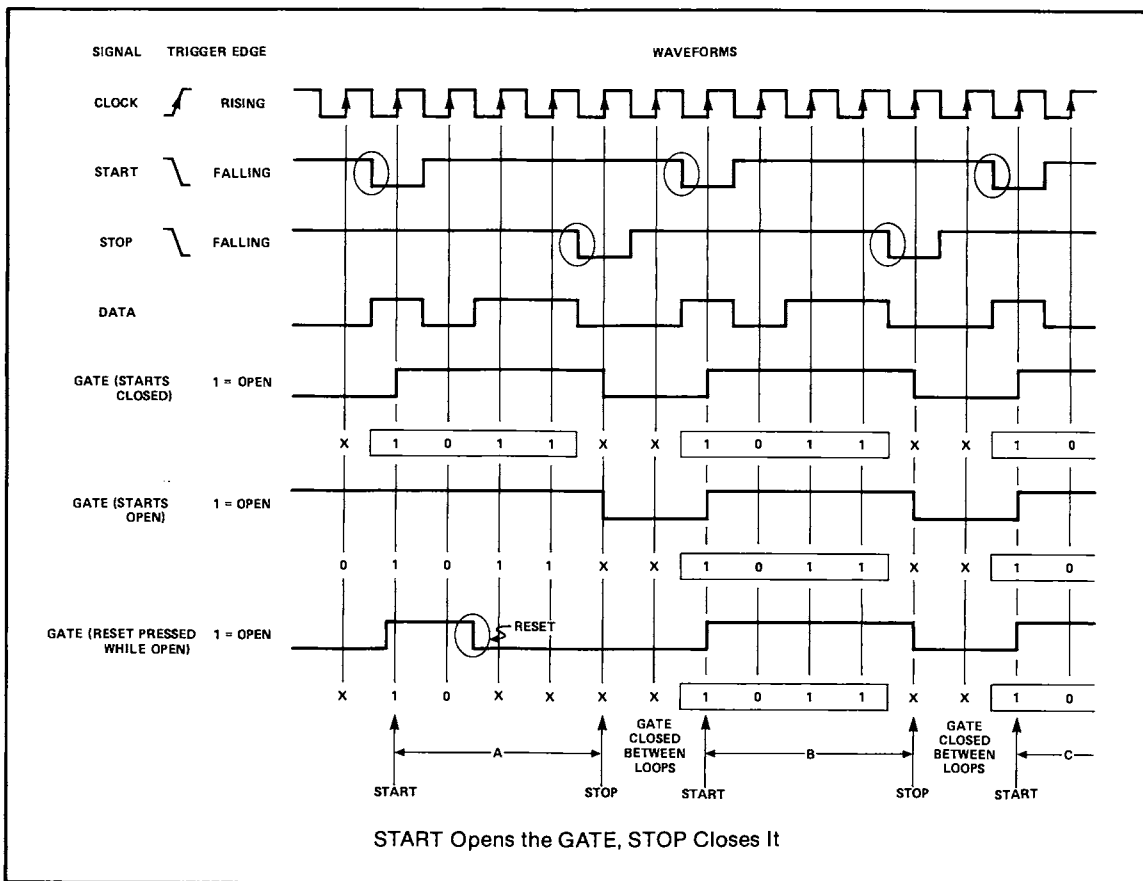 SIGNAL TRIGGER EDGE WAVEFORMS
CLOCK RISING
START FALLING
STOP FALLING
DATA
GATE (STARTS 1 = OPEN
CLOSED)
X 1 0 1 1 X X 1 0 1 1 X X 1 0
GATE (STARTS 1 = OPEN
OPEN)
0 1 0 1 1 X X 1 0 1 1 X X 1 0
GATE (RESET PRESSED 1 = OPEN
WHILE OPEN)
RESET
X 1 0 X X X X 1 0 1 1 X X 1 0
A
GATE
CLOSED
BETWEEN
LOOPS
B
GATE
CLOSED
BETWEEN
LOOPS
C
START STOP START STOP START
START Opens the GATE, STOP Closes It